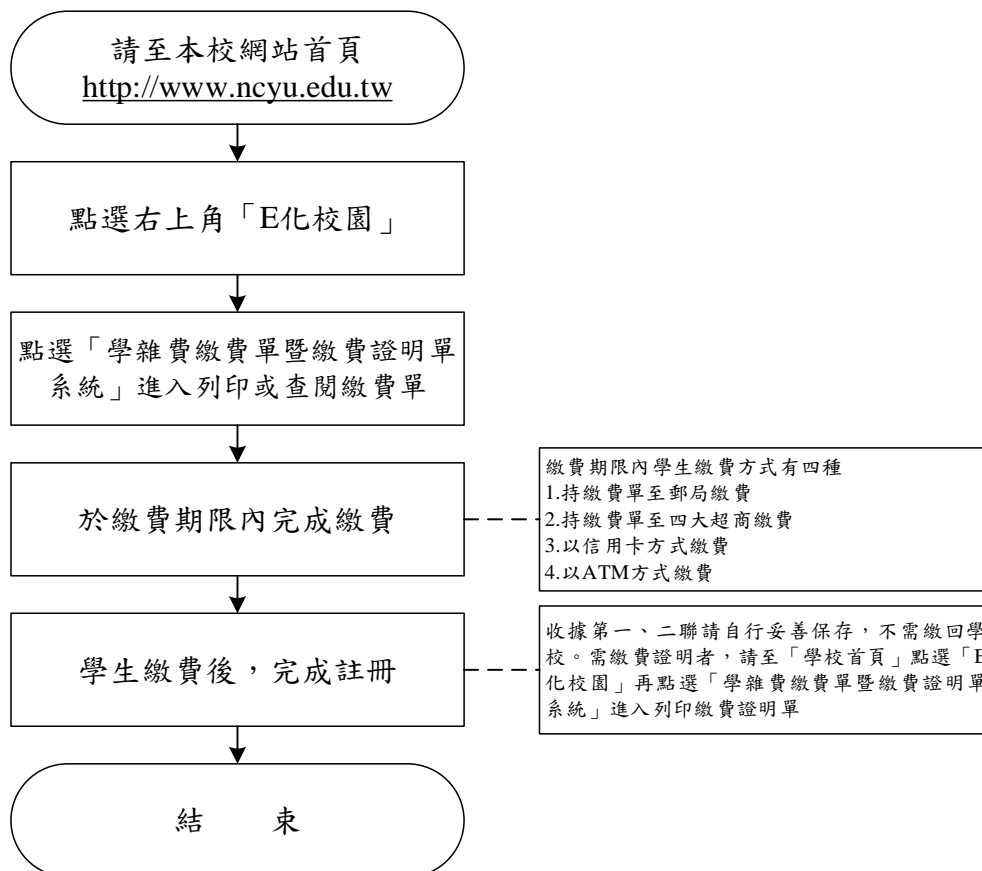 請至本校網站首頁
http://www.ncyu.edu.tw
點選右上角「E化校園」
點選「學雜費繳費單暨繳費證明單
系統」進入列印或查閱繳費單
於繳費期限內完成繳費
繳費期限內學生繳費方式有四種
1.持繳費單至郵局繳費
2.持繳費單至四大超商繳費
3.以信用卡方式繳費
4.以ATM方式繳費
學生繳費後，完成註冊
收據第一、二聯請自行妥善保存，不需繳回學
校。需繳費證明者，請至「學校首頁」點選「E
化校園」再點選「學雜費繳費單暨繳費證明單
系統」進入列印繳費證明單
結　　束